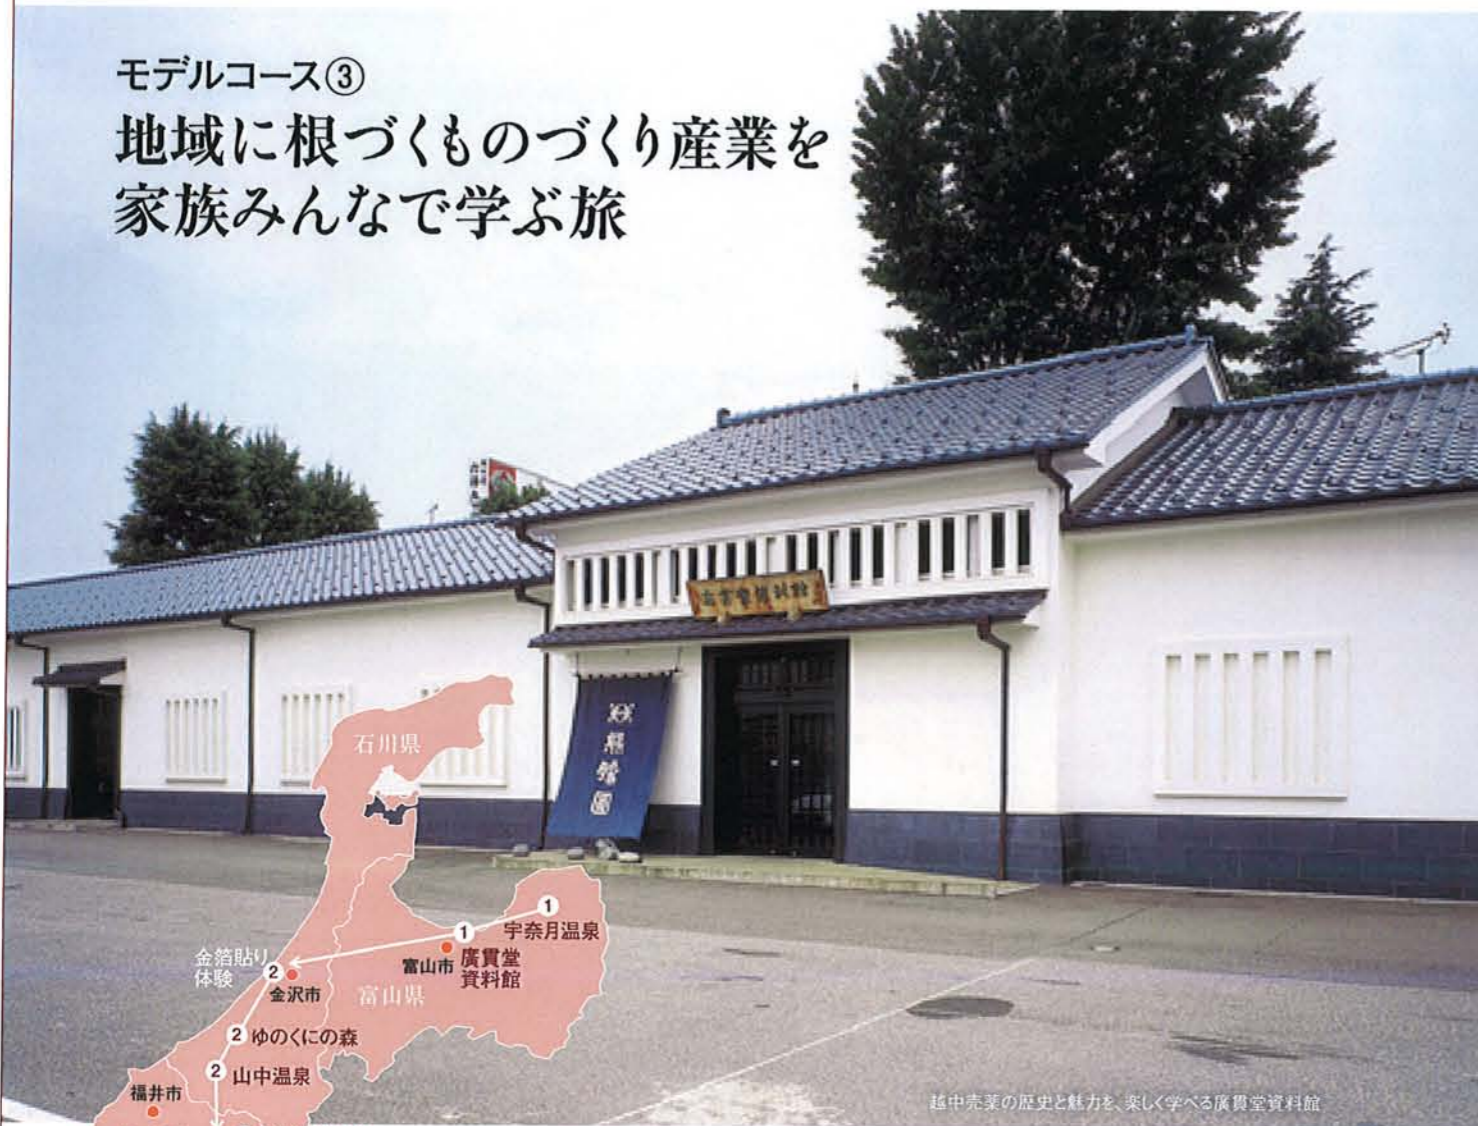 モデルコース③
地域に根づくものづくり産業を
家族みんなで学ぶ旅
石川県
1
宇奈月温泉
1
廣貫堂
資料館
富山市
富山県
金箔貼り
体験
2
金沢市
2 ゆのくにの森
2 山中温泉
福井市
越中売薬の歴史と魅力を、楽しく学べる廣貫堂資料館